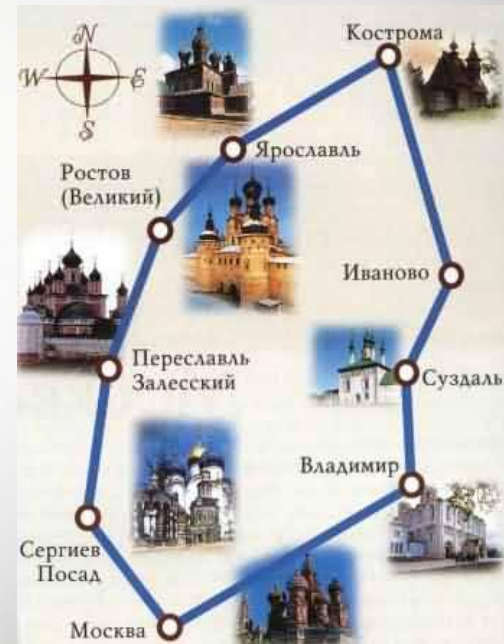 N
W E
S
Кострома
Ярославль
Ростов
(Великий)
Иваново
Переславль
Залесский
Суздаль
Владимир
Сергиев
Посад
Москва